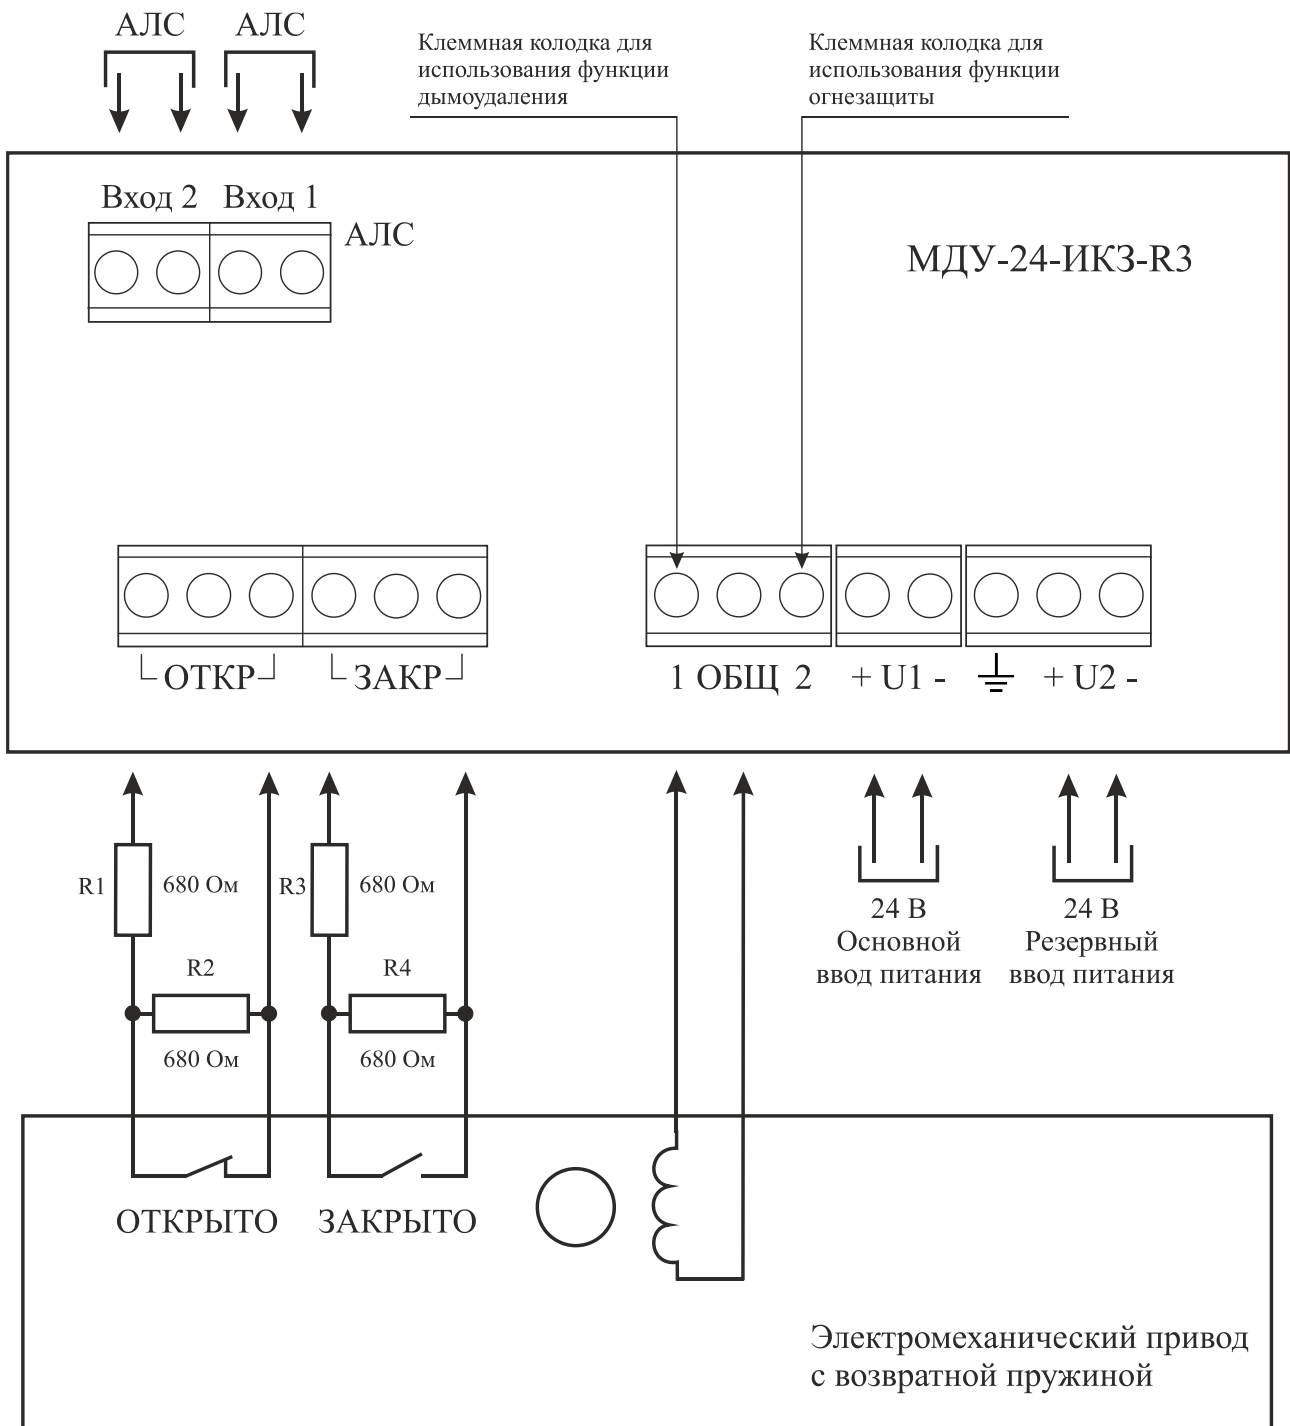 АЛС АЛС
Клеммная колодка для
использования функции
дымоудаления
Клеммная колодка для
использования функции
огнезащиты
Вход 2 Вход 1
АЛС
МДУ-24-ИКЗ-R3
ОТКР ЗАКР
1 ОБЩ 2 + U1 - + U2 -
R1 680 Ом R3 680 Ом
R2 R4
680 Ом 680 Ом
24 В
Основной
ввод питания
24 В
Резервный
ввод питания
ОТКРЫТО ЗАКРЫТО
Электромеханический привод
с возвратной пружиной